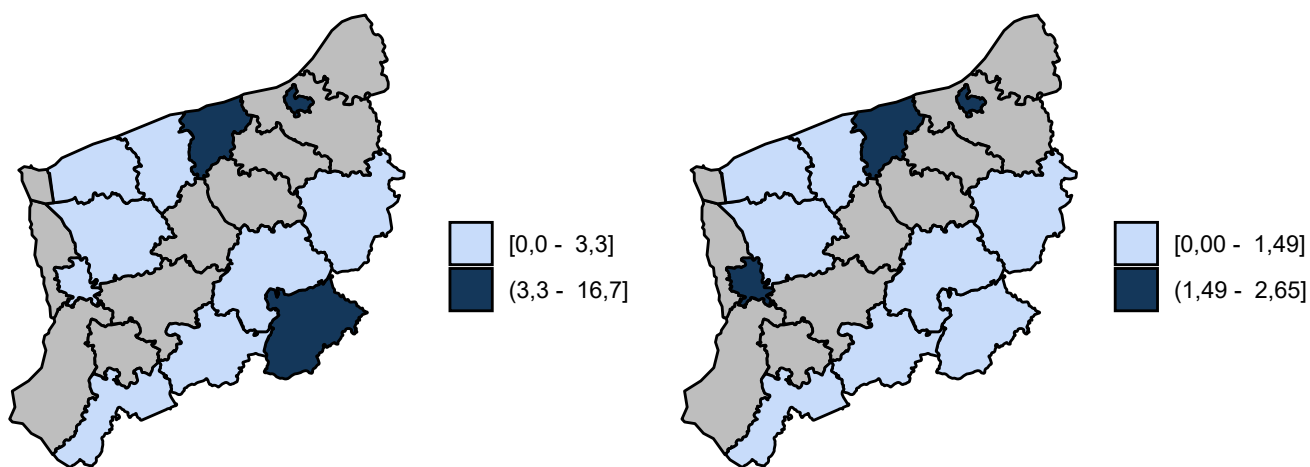 [0,0 - 3,3]
(3,3 - 16,7]
[0,00 - 1,49]
(1,49 - 2,65]